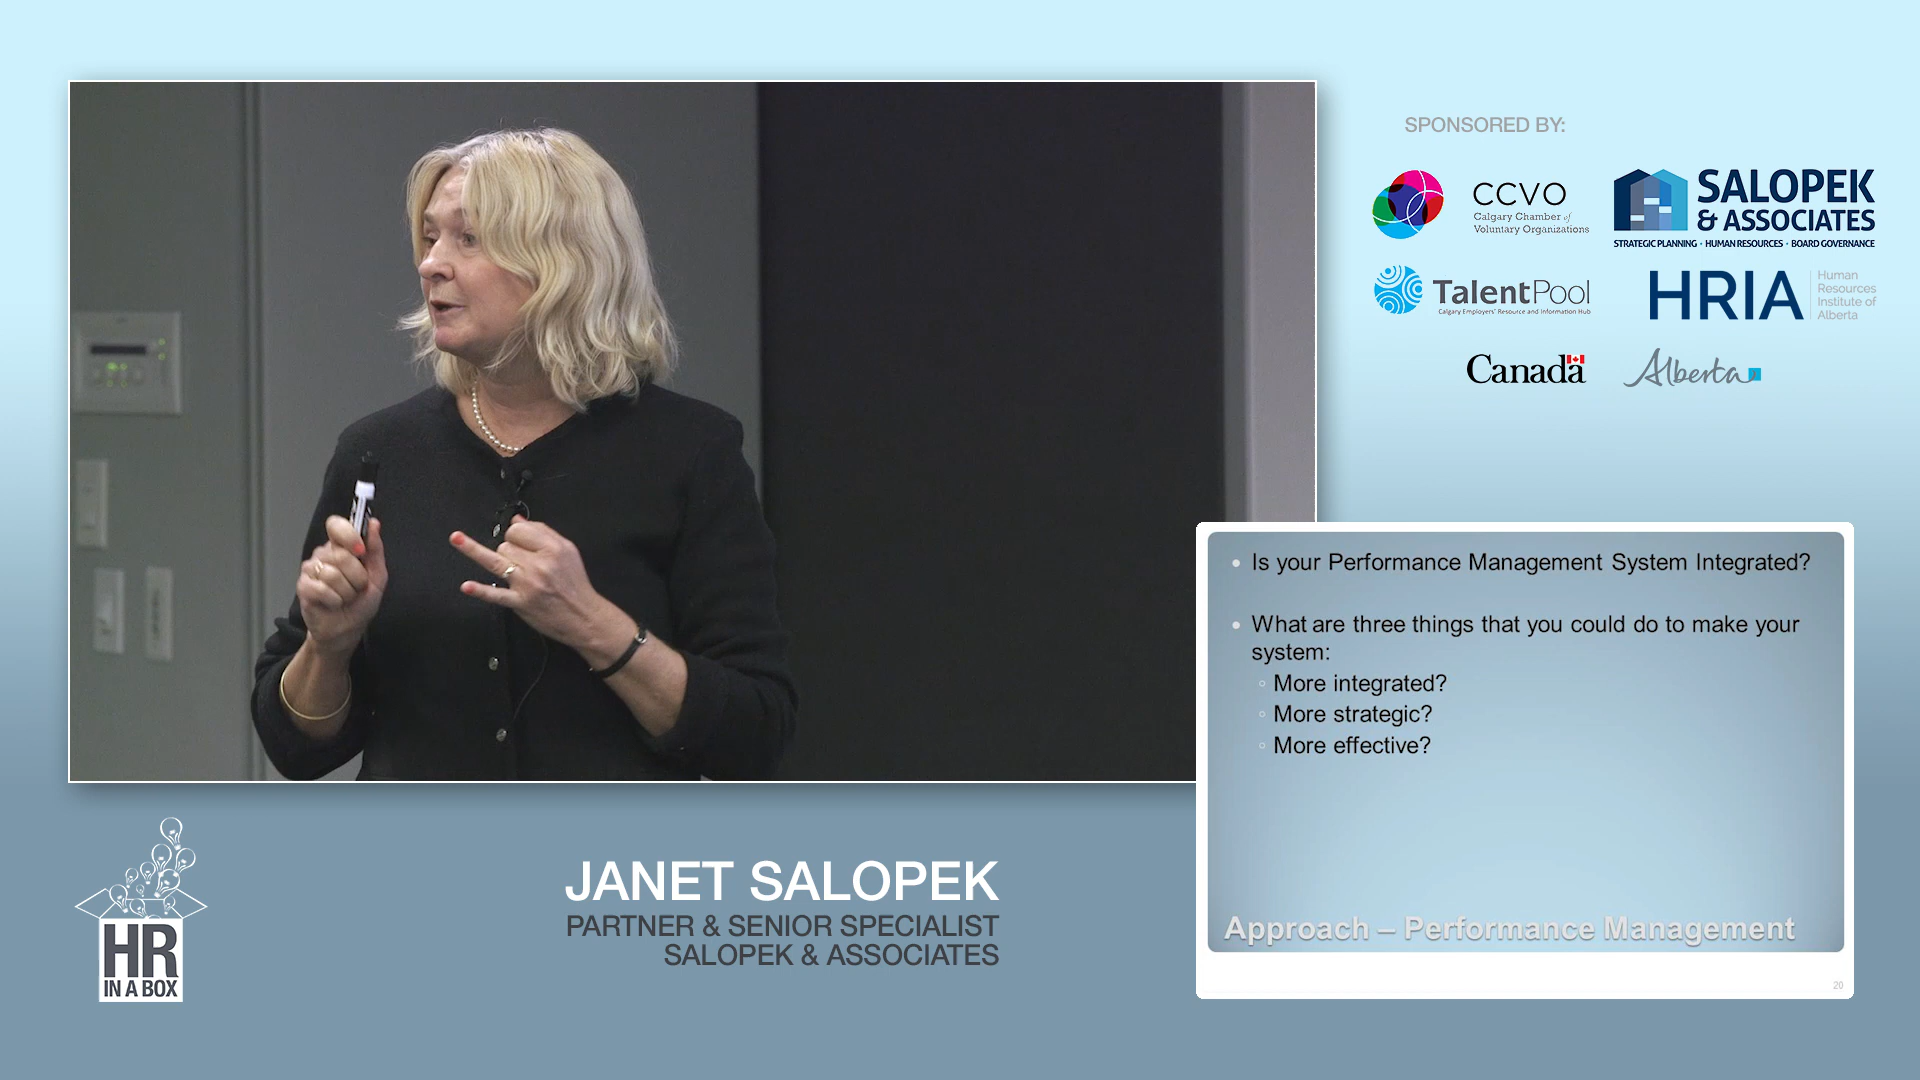 SPONSORED BY:
CCVO
Calgary Chamber of
Voluntary Organizations
SALOPEK
& ASSOCIATES
STRATEGIC PLANNING • HUMAN RESOURCES • BOARD GOVERNANCE
TalentPool
Calgary Employers' Resource and Information Hub
HRIA
Human
Resources
Institute of
Alberta
Canada
Alberta
• Is your Performance Management System Integrated?
• What are three things that you could do to make your
system:
◦ More integrated?
◦ More strategic?
◦ More effective?
Approach – Performance Management
20
JANET SALOPEK
PARTNER & SENIOR SPECIALIST
SALOPEK & ASSOCIATES
HR
IN A BOX